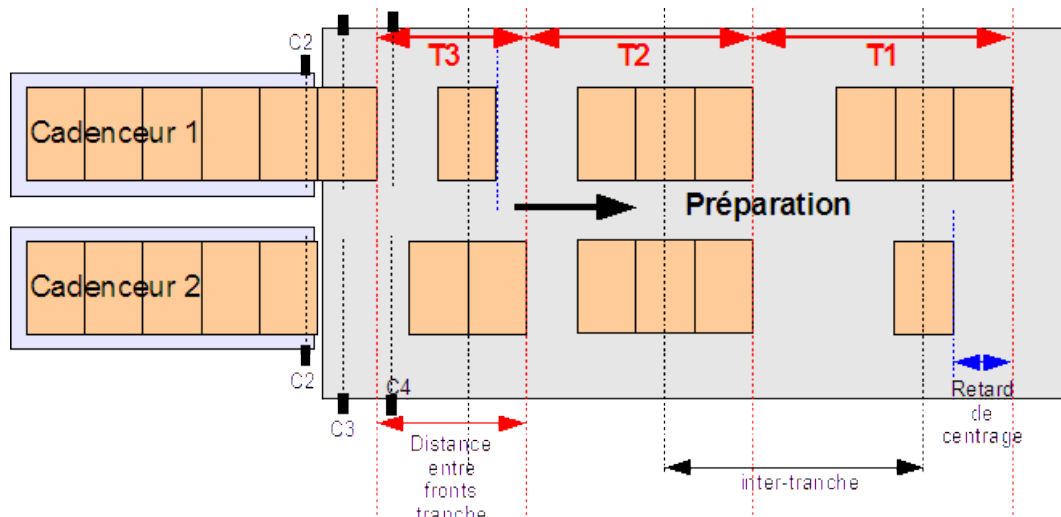 C2
T3
T2
T1
Cadenceur 1
Préparation
Cadenceur 2
C2
C4
C3
Retard
de
centrage
Distance
entre
fronts
tranche
inter-tranche